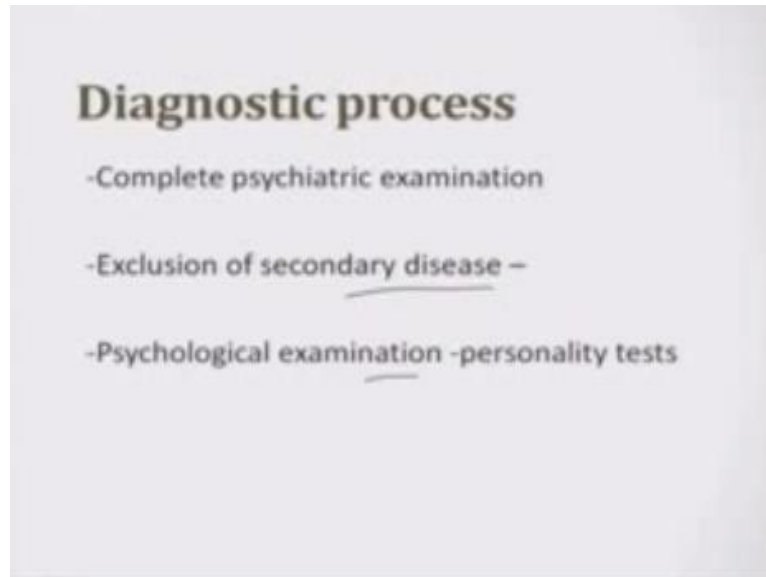 Diagnostic process
-Complete psychiatric examination
-Exclusion of secondary disease –
-Psychological examination -personality tests